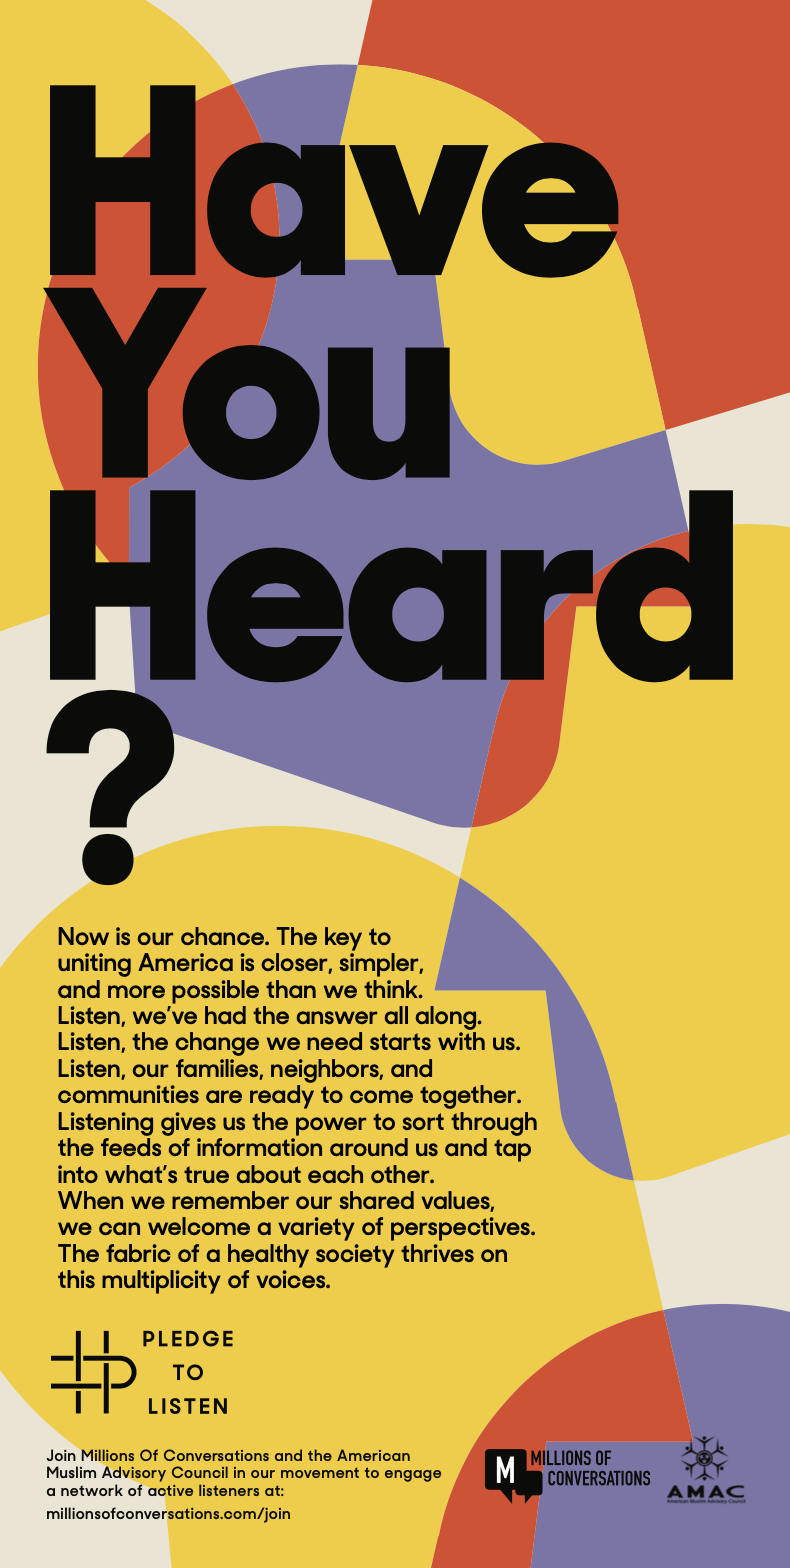 Have
You
Heard
?
Now is our chance. The key to
uniting America is closer, simpler,
and more possible than we think.
Listen, we've had the answer all along.
Listen, the change we need starts with us.
Listen, our families, neighbors, and
communities are ready to come together.
Listening gives us the power to sort through
the feeds of information around us and tap
into what's true about each other.
When we remember our shared values,
we can welcome a variety of perspectives.
The fabric of a healthy society thrives on
this multiplicity of voices.
PLEDGE
TO
LISTEN
Join Millions Of Conversations and the American
Muslim Advisory Council in our movement to engage
a network of active listeners at:
millionsofconversations.com/join
M
MILLIONS OF
CONVERSATIONS
AMAC
American Muslim Advisory Council